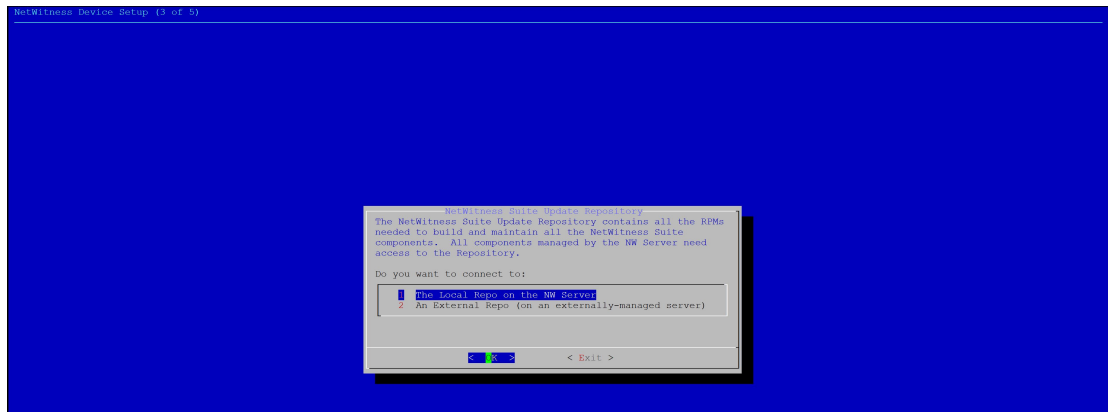 NetWitness Device Setup (3 of 5)
NetWitness Suite Update Repository
The NetWitness Suite Update Repository contains all the RPMs
needed to build and maintain all the NetWitness Suite
components.  All components managed by the NW Server need
access to the Repository.
Do you want to connect to:
1  The Local Repo on the NW Server
2  An External Repo (on an externally-managed server)
<  OK  >        < Exit >